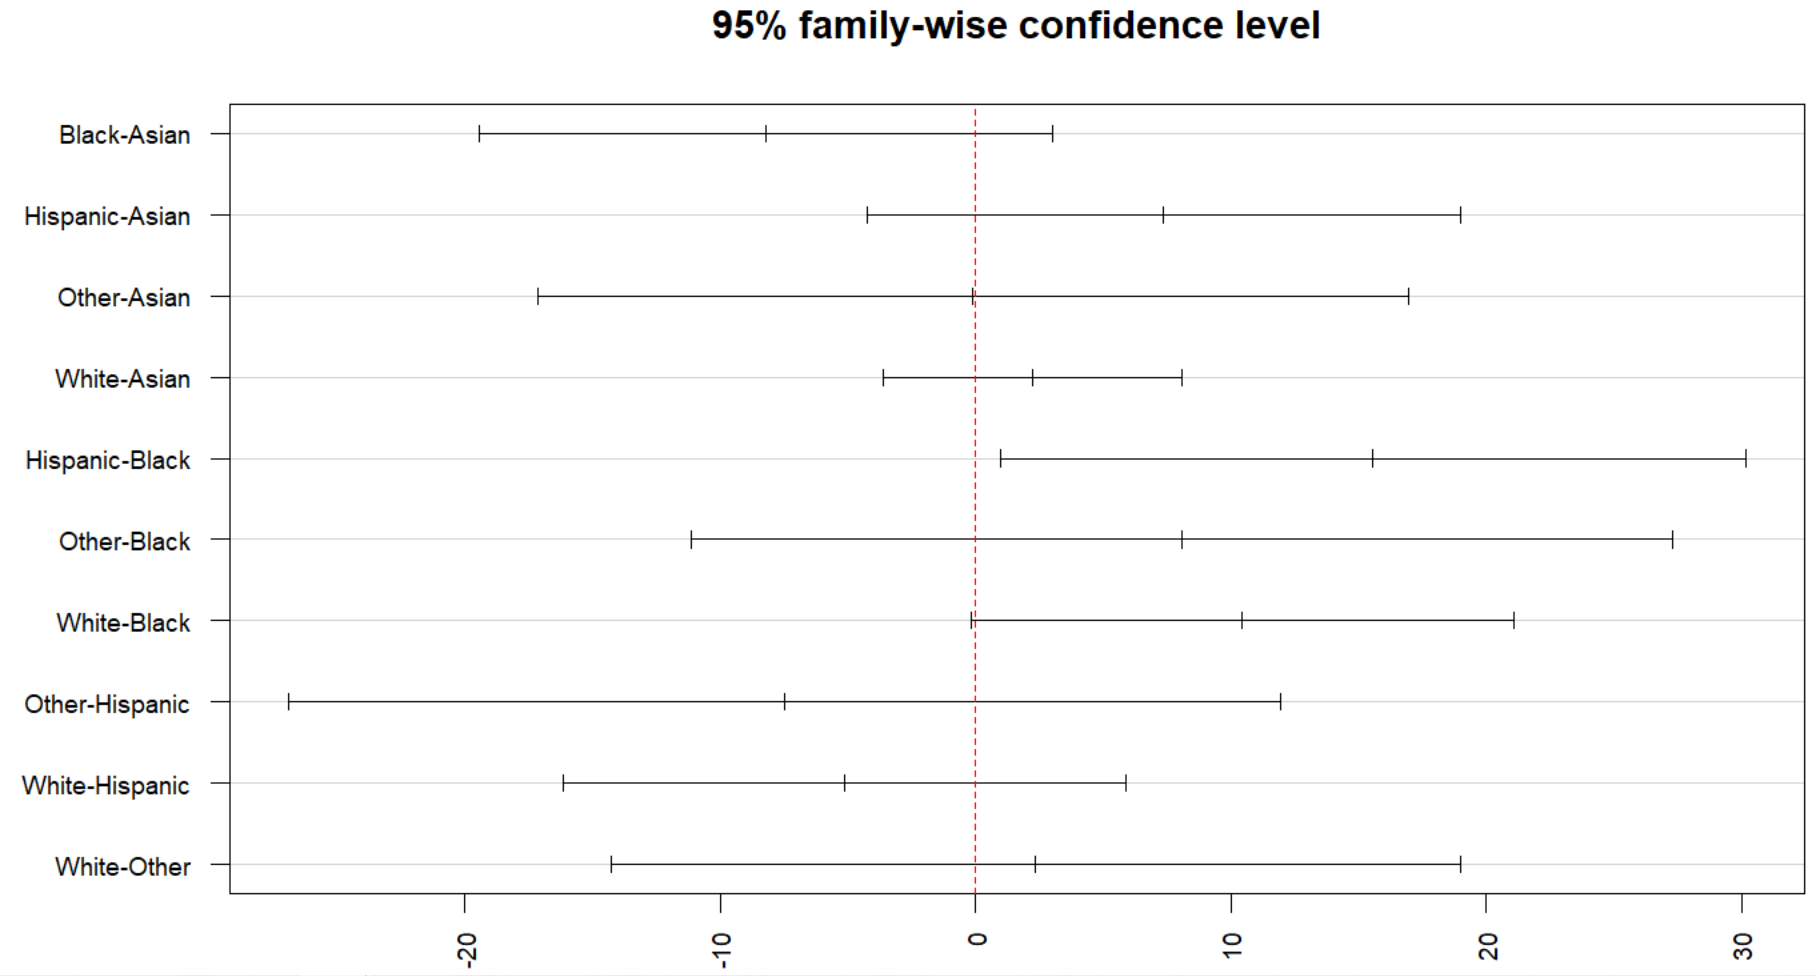 95% family-wise confidence level
Black-Asian
Hispanic-Asian
Other-Asian
White-Asian
Hispanic-Black
Other-Black
White-Black
Other-Hispanic
White-Hispanic
White-Other
-20
-10
0
10
20
30